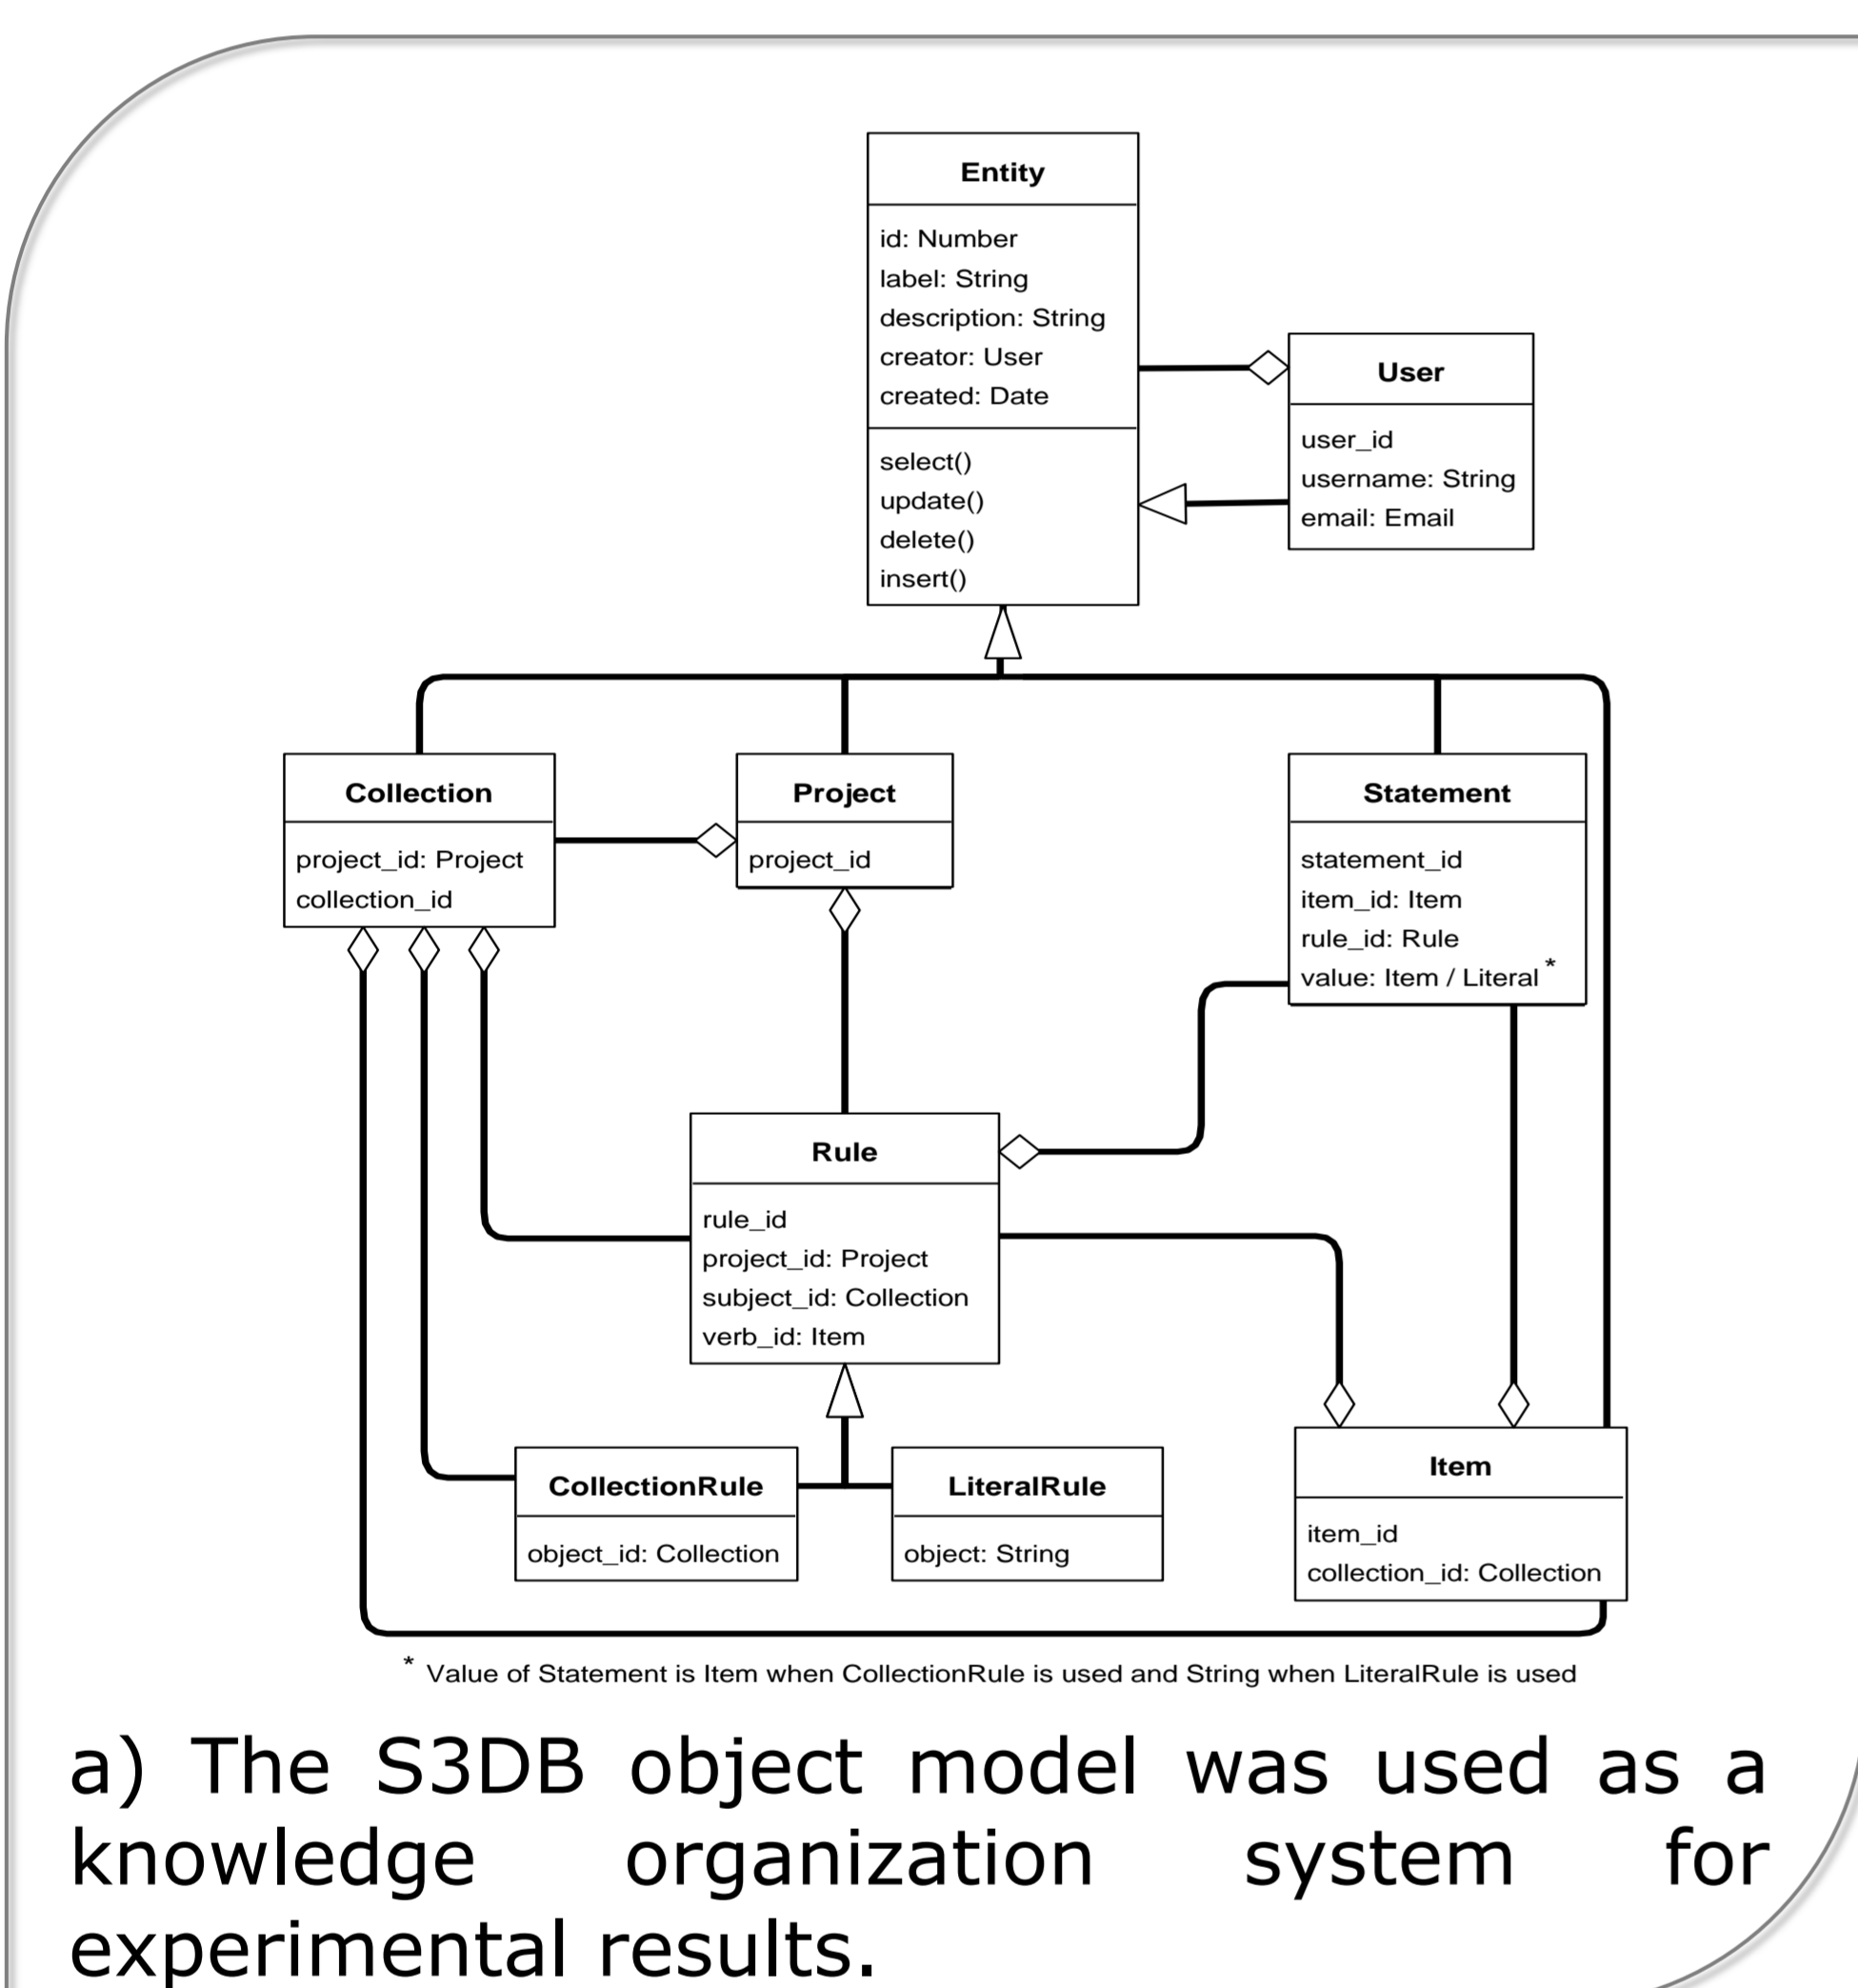 Entity
id: Number
label: String
description: String
creator: User
created: Date
select()
update()
delete()
insert()
User
user_id
username: String
email: Email
Collection
project_id: Project
collection_id
Project
project_id
Statement
statement_id
item_id: Item
rule_id: Rule
value: Item / Literal *
Rule
rule_id
project_id: Project
subject_id: Collection
verb_id: Item
CollectionRule
object_id: Collection
LiteralRule
object: String
Item
item_id
collection_id: Collection
* Value of Statement is Item when CollectionRule is used and String when LiteralRule is used
a) The S3DB object model was used as a
knowledge organization system for
experimental results.